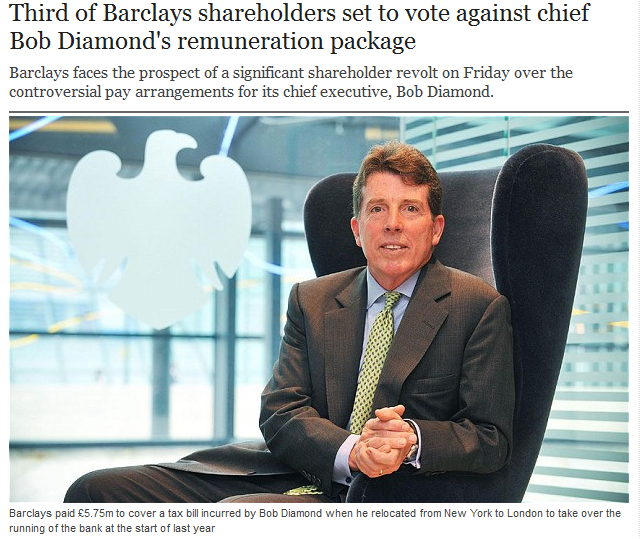 Third of Barclays shareholders set to vote against chief
Bob Diamond's remuneration package
Barclays faces the prospect of a significant shareholder revolt on Friday over the
controversial pay arrangements for its chief executive, Bob Diamond.
Barclays paid £5.75m to cover a tax bill incurred by Bob Diamond when he relocated from New York to London to take over the
running of the bank at the start of last year